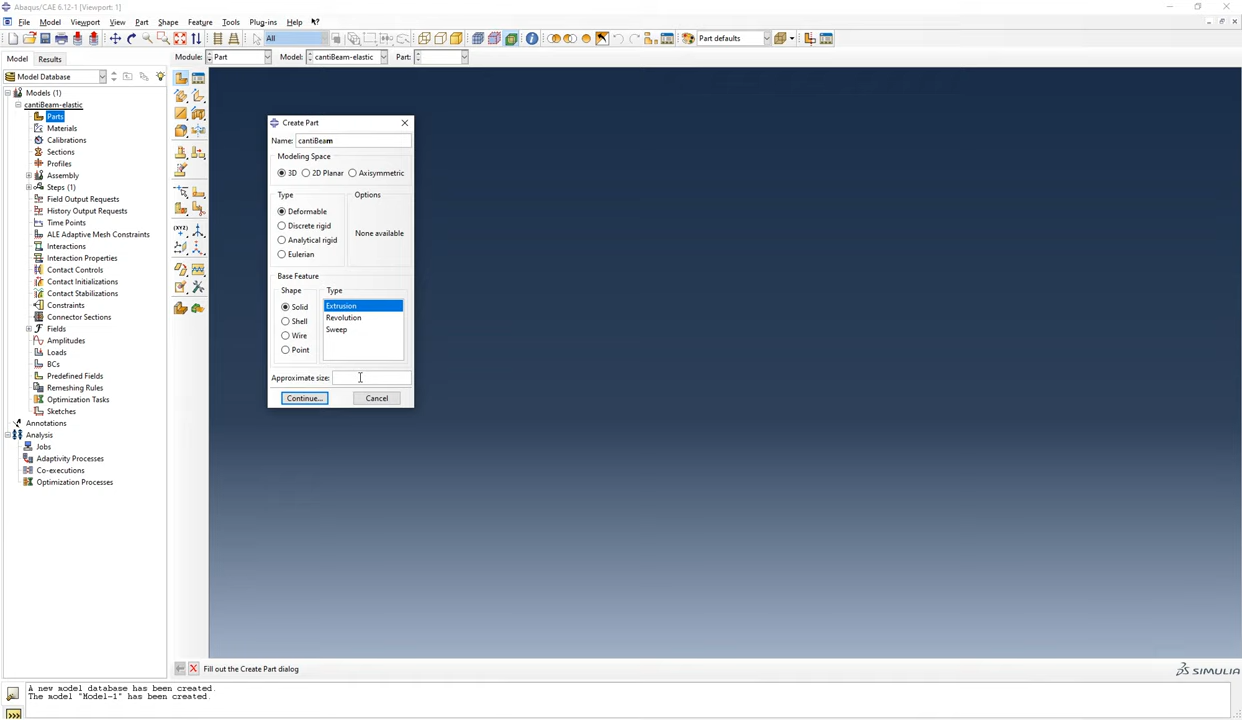 Abaqus/CAE 6.12-1 [Viewport: 1]
File Model Viewport View Part Shape Feature Tools Plug-ins Help
All Part defaults
Model Results Module: Part Model: cantiBeam-elastic Part:
Model Database
Models (1)
cantiBeam-elastic
Parts
Materials
Calibrations
Sections
Profiles
Assembly
Steps (1)
Field Output Requests
History Output Requests
Time Points
ALE Adaptive Mesh Constraints
Interactions
Interaction Properties
Contact Controls
Contact Initializations
Contact Stabilizations
Constraints
Connector Sections
Fields
Amplitudes
Loads
BCs
Predefined Fields
Remeshing Rules
Optimization Tasks
Sketches
Annotations
Analysis
Jobs
Adaptivity Processes
Co-executions
Optimization Processes
(XYZ)
Create Part
Name: cantiBeam
Modeling Space
3D 2D Planar Axisymmetric
Type Options
Deformable
Discrete rigid
Analytical rigid
Eulerian
None available
Base Feature
Shape Type
Solid
Shell
Wire
Point
Extrusion
Revolution
Sweep
Approximate size:
Continue... Cancel
Fill out the Create Part dialog
SIMULIA
A new model database has been created.
The model "Model-1" has been created.
>>>